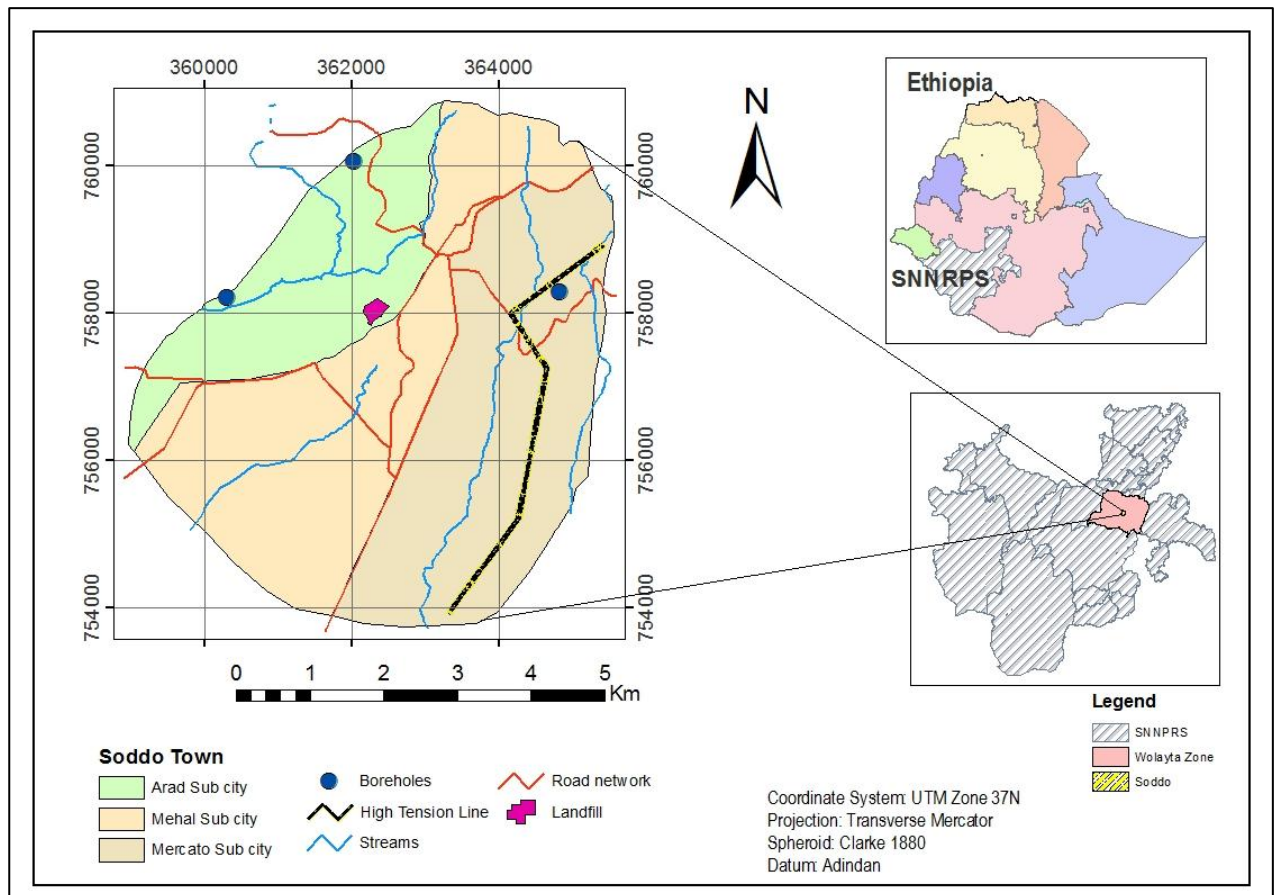 360000 362000 364000
760000 760000
758000 758000
756000 756000
754000 754000
N
Ethiopia
SNNRPS
0 1 2 3 4 5
Km
Soddo Town
Arad Sub city
Mehal Sub city
Mercato Sub city
Boreholes
High Tension Line
Streams
Road network
Landfill
Legend
SNNPRS
Wolayta Zone
Soddo
Coordinate System: UTM Zone 37N
Projection: Transverse Mercator
Spheroid: Clarke 1880
Datum: Adindan